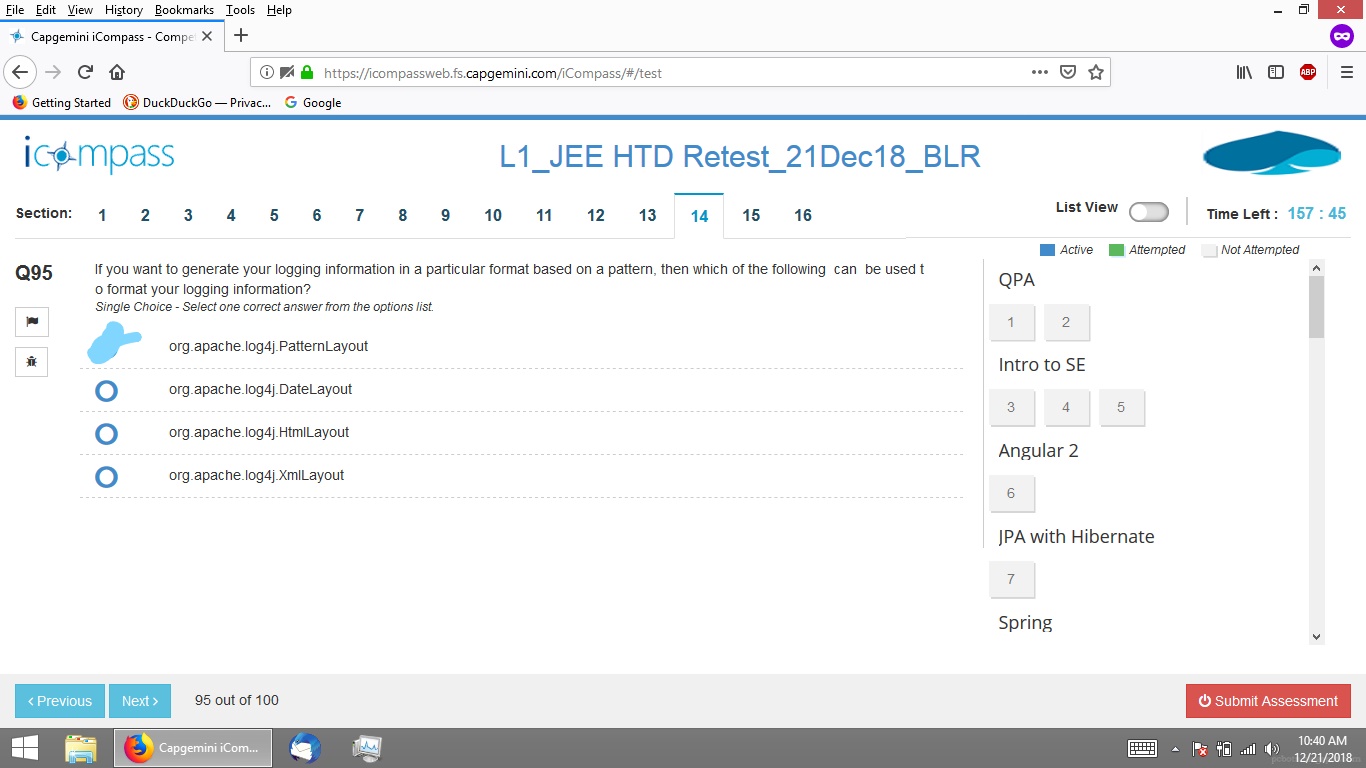 File Edit View History Bookmarks Tools Help
Capgemini iCompass - Compe
https://icompassweb.fs.capgemini.com/iCompass/#/test
ABP
Getting Started DuckDuckGo — Privac... Google
icompass
L1_JEE HTD Retest_21Dec18_BLR
Section: 1 2 3 4 5 6 7 8 9 10 11 12 13 14 15 16
List View
Time Left : 157 : 45
Active Attempted Not Attempted
Q95
If you want to generate your logging information in a particular format based on a pattern, then which of the following can be used t
o format your logging information?
Single Choice - Select one correct answer from the options list.
org.apache.log4j.PatternLayout
org.apache.log4j.DateLayout
org.apache.log4j.HtmlLayout
org.apache.log4j.XmlLayout
QPA
1 2
Intro to SE
3 4 5
Angular 2
6
JPA with Hibernate
7
Spring
Previous Next 95 out of 100
Submit Assessment
Capgemini iCom...
10:40 AM
12/21/2018